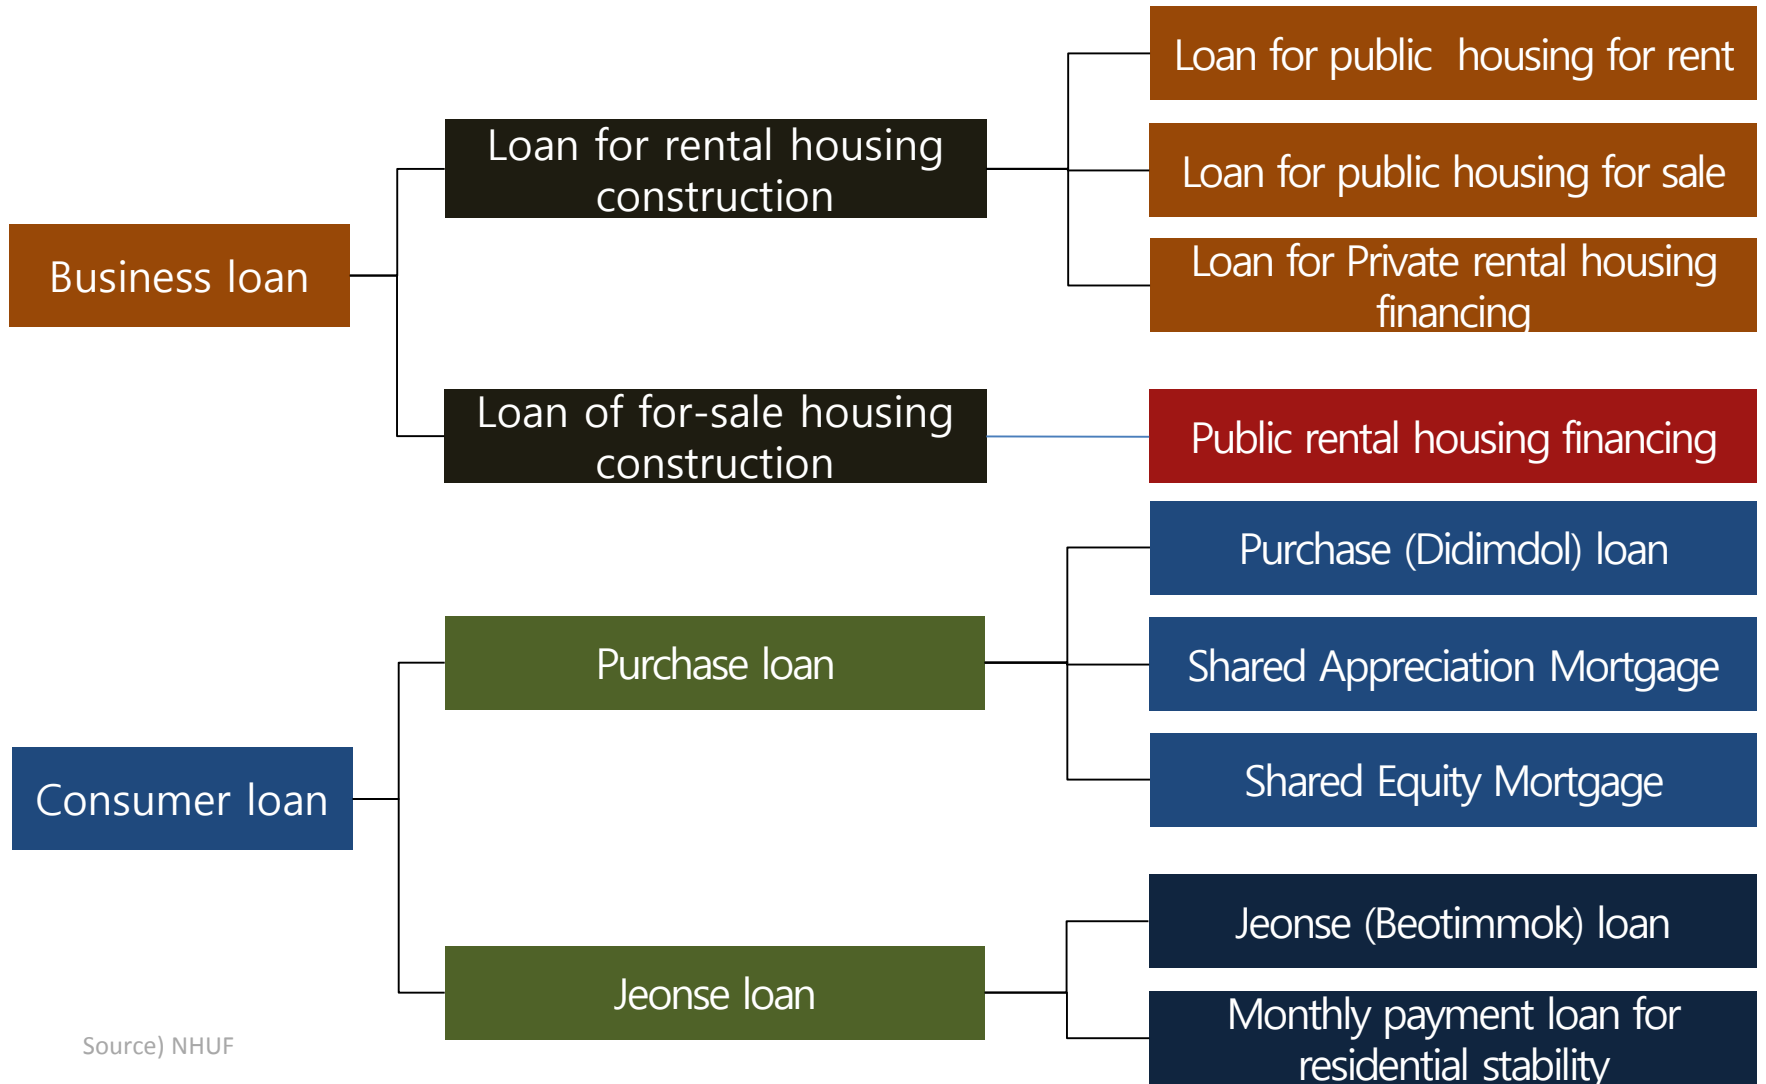 Business loan
Loan for rental housing
construction
Loan for public housing for rent
Loan for public housing for sale
Loan for Private rental housing
financing
Loan of for-sale housing
construction
Public rental housing financing
Consumer loan
Purchase loan
Purchase (Didimdol) loan
Shared Appreciation Mortgage
Shared Equity Mortgage
Jeonse loan
Jeonse (Beotimmok) loan
Monthly payment loan for
residential stability
Source) NHUF